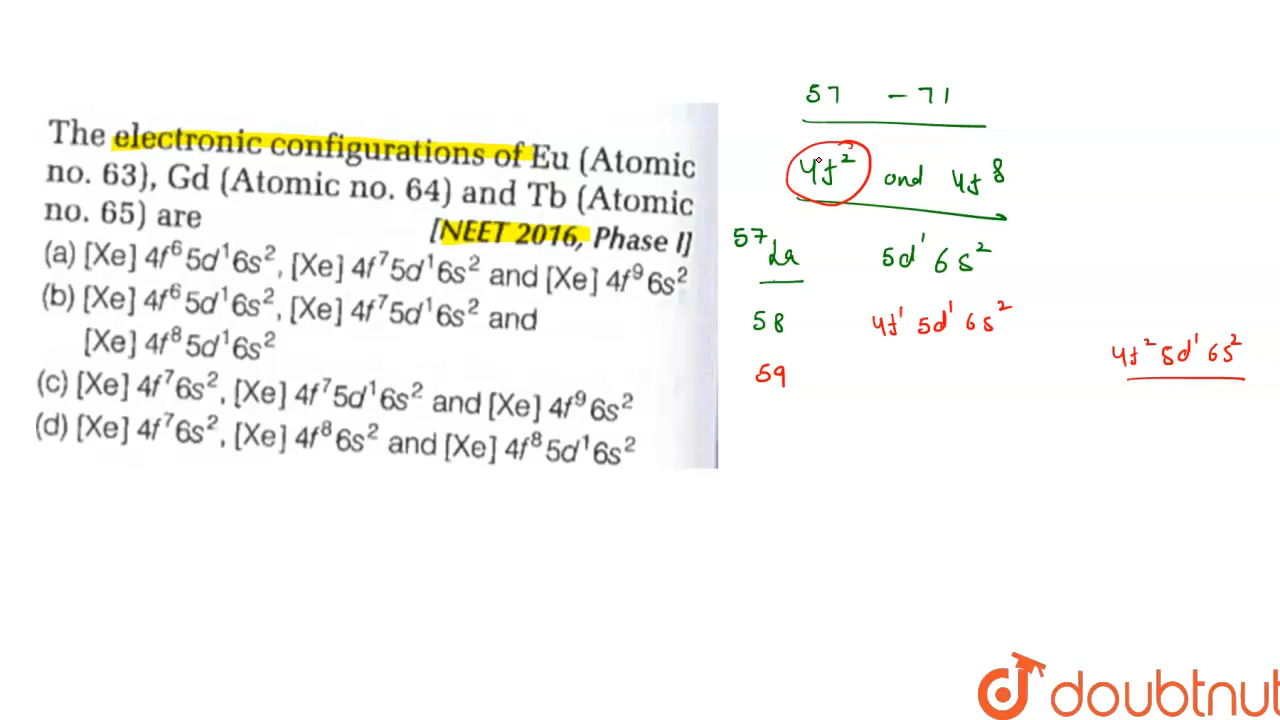 The electronic configurations of Eu (Atomic
no. 63), Gd (Atomic no. 64) and Tb (Atomic
no. 65) are [NEET 2016, Phase I]
(a) [Xe] 4f⁶5d¹6s², [Xe] 4f⁷5d¹6s² and [Xe] 4f⁹6s²
(b) [Xe] 4f⁶5d¹6s², [Xe] 4f⁷5d¹6s² and
[Xe] 4f⁸5d¹6s²
(c) [Xe] 4f⁷6s², [Xe] 4f⁷5d¹6s² and [Xe] 4f⁹6s²
(d) [Xe] 4f⁷6s², [Xe] 4f⁸6s² and [Xe] 4f⁸5d¹6s²
57 – 71
4f² and 4f⁸
⁵⁷La 5d¹ 6s²
58 4f¹ 5d¹ 6s²
59 4f² 5d¹ 6s²
doubtnut